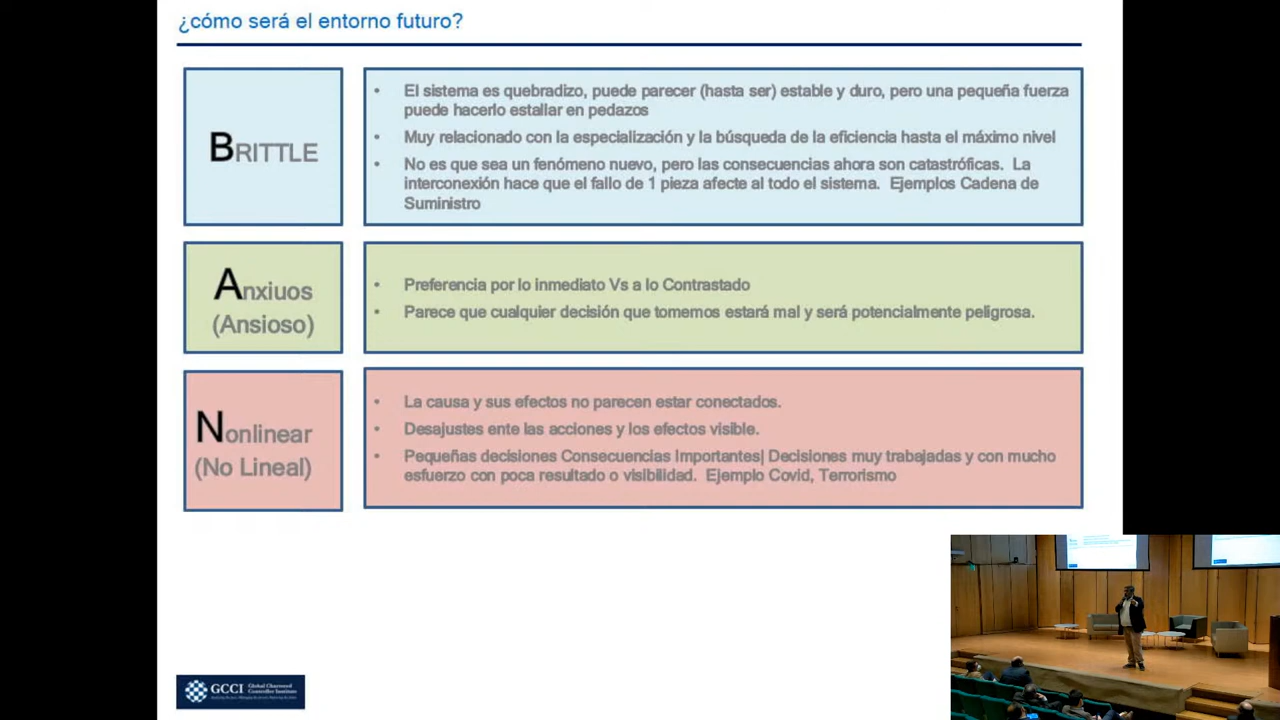 ¿cómo será el entorno futuro?
BRITTLE
• El sistema es quebradizo, puede parecer (hasta ser) estable y duro, pero una pequeña fuerza
puede hacerlo estallar en pedazos
• Muy relacionado con la especialización y la búsqueda de la eficiencia hasta el máximo nivel
• No es que sea un fenómeno nuevo, pero las consecuencias ahora son catastróficas. La
interconexión hace que el fallo de 1 pieza afecte al todo el sistema. Ejemplos Cadena de
Suministro
Anxiuos
(Ansioso)
• Preferencia por lo inmediato Vs a lo Contrastado
• Parece que cualquier decisión que tomemos estará mal y será potencialmente peligrosa.
Nonlinear
(No Lineal)
• La causa y sus efectos no parecen estar conectados.
• Desajustes ente las acciones y los efectos visible.
• Pequeñas decisiones Consecuencias Importantes| Decisiones muy trabajadas y con mucho
esfuerzo con poca resultado o visibilidad. Ejemplo Covid, Terrorismo
GCCI
Global Chartered
Controller Institute